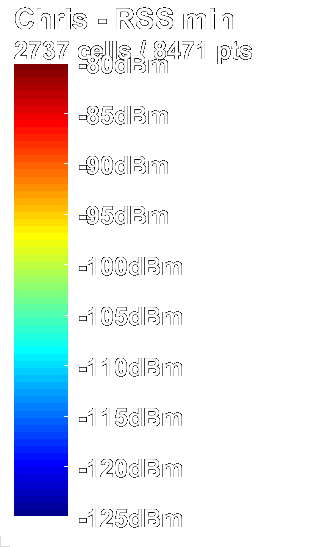 Chris - RSS min
2737 cells / 8471 pts
-80dBm
-85dBm
-90dBm
-95dBm
-100dBm
-105dBm
-110dBm
-115dBm
-120dBm
-125dBm